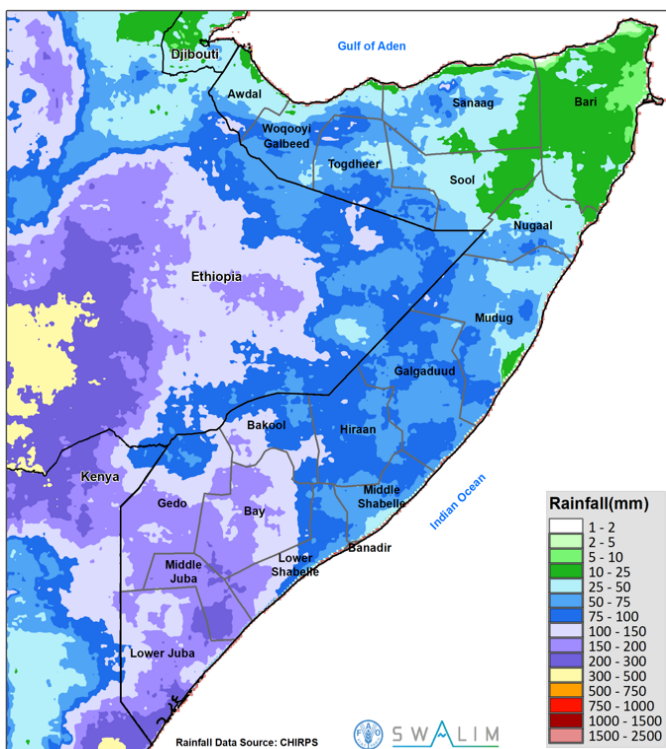 Gulf of Aden
Djibouti
Awdal
Sanaag
Bari
Woqooyi
Galbeed
Togdheer
Sool
Nugaal
Ethiopia
Mudug
Galgaduud
Bakool
Hiraan
Kenya
Gedo
Bay
Middle
Shabelle
Indian Ocean
Banadir
Lower
Shabelle
Middle
Juba
Lower Juba
Rainfall(mm)
1 - 2
2 - 5
5 - 10
10 - 25
25 - 50
50 - 75
75 - 100
100 - 150
150 - 200
200 - 300
300 - 500
500 - 750
750 - 1000
1000 - 1500
1500 - 2500
Rainfall Data Source: CHIRPS
SWALIM